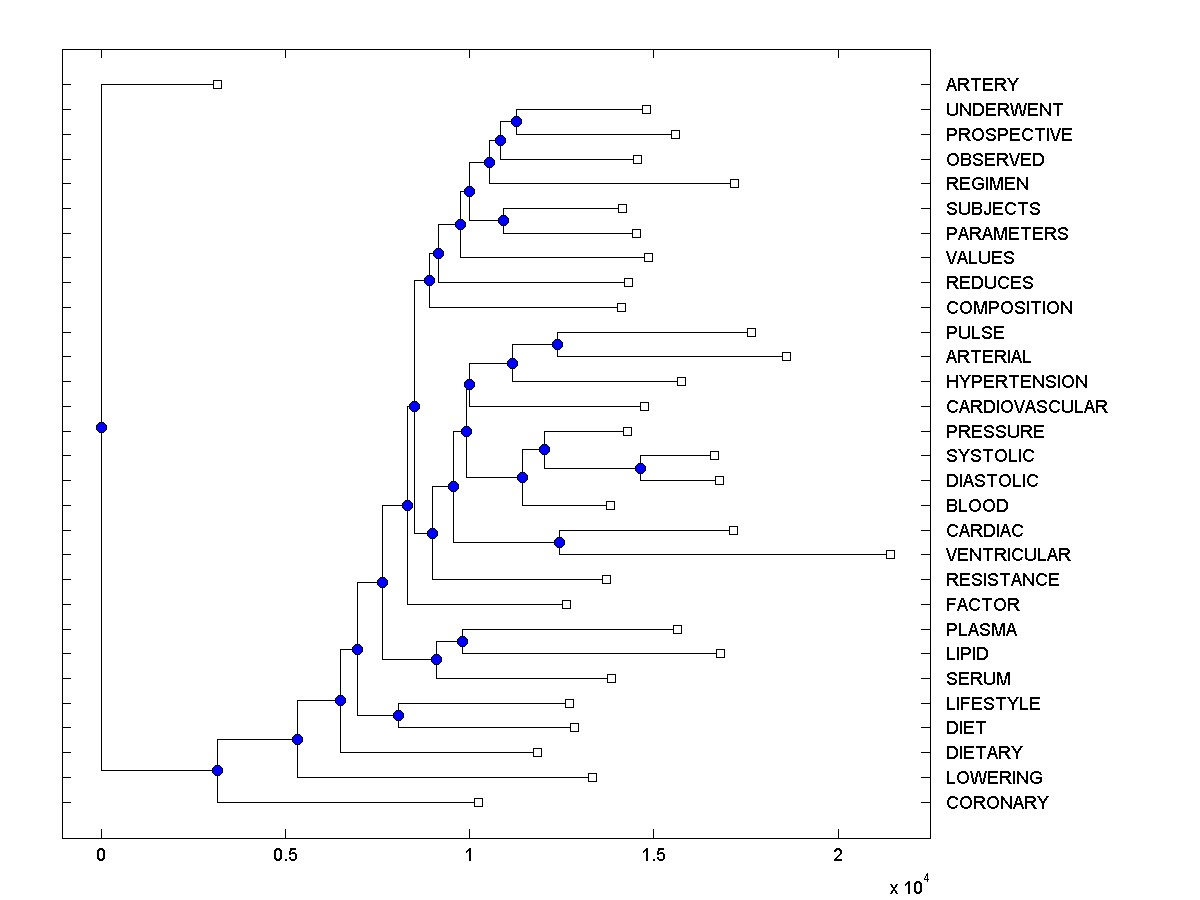 ARTERY
UNDERWENT
PROSPECTIVE
OBSERVED
REGIMEN
SUBJECTS
PARAMETERS
VALUES
REDUCES
COMPOSITION
PULSE
ARTERIAL
HYPERTENSION
CARDIOVASCULAR
PRESSURE
SYSTOLIC
DIASTOLIC
BLOOD
CARDIAC
VENTRICULAR
RESISTANCE
FACTOR
PLASMA
LIPID
SERUM
LIFESTYLE
DIET
DIETARY
LOWERING
CORONARY
0 0.5 1 1.5 2
x 10^4